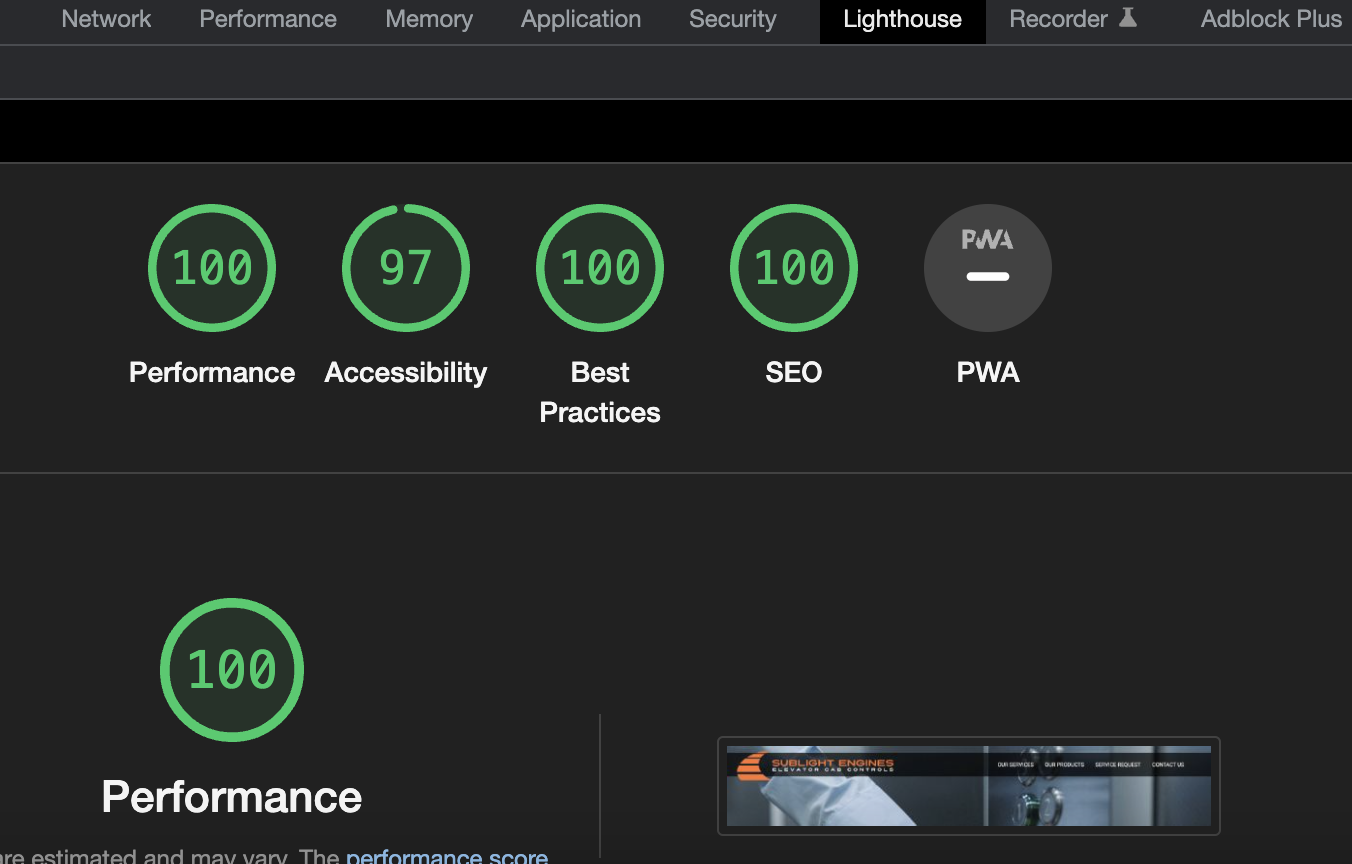 Network Performance Memory Application Security Lighthouse Recorder Adblock Plus
100 97 100 100 PWA
Performance Accessibility Best Practices SEO PWA
100
Performance
are estimated and may vary. The performance score
SUBLIGHT ENGINES
ELEVATOR CAB CONTROLS
OUR SERVICES OUR PRODUCTS SERVICE REQUEST CONTACT US